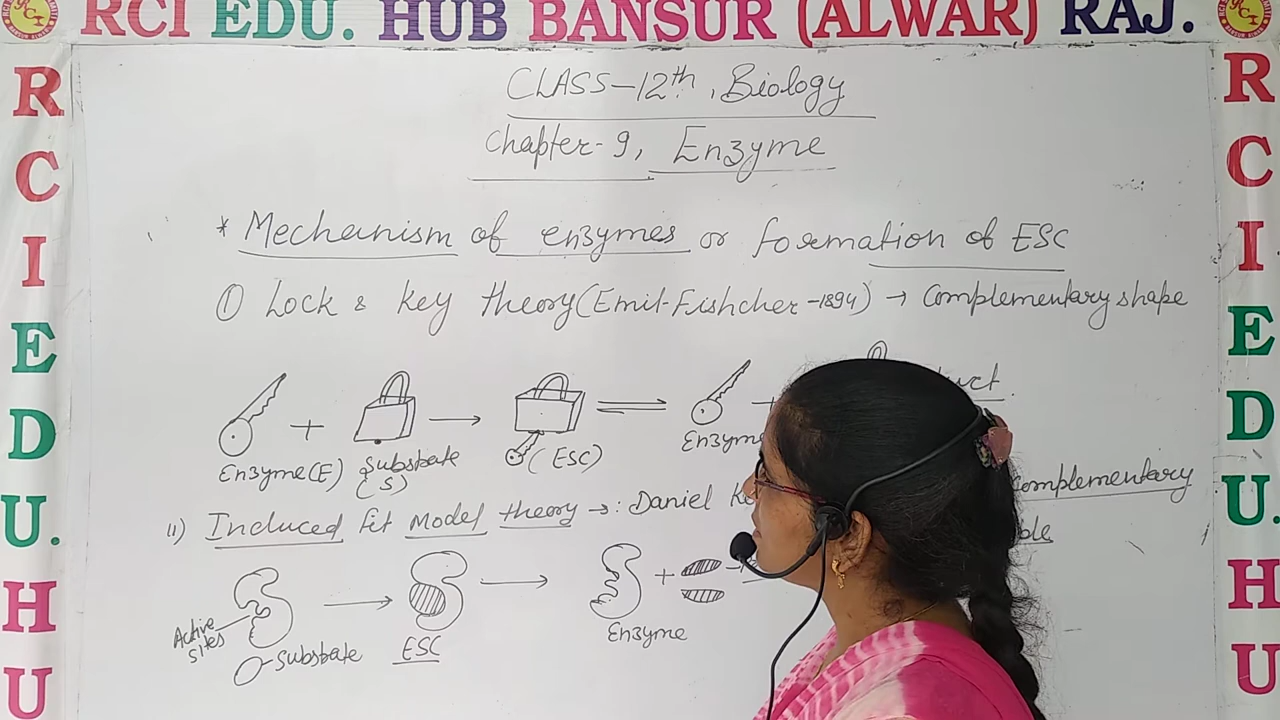 RCI EDU. HUB BANSUR (ALWAR) RAJ.
R
C
I
E
D
U.
H
U
R
C
I
E
D
U.
H
U
CLASS-12th, Biology
Chapter-9, Enzyme
* Mechanism of enzymes or formation of ESC
① Lock & Key theory (Emil-Fishcher-1894) → Complementary shape
+ → ⇌ +
Enzyme(E) Substrate (S) (ESC)
ii) Induced fit Model theory →: Daniel Complementary
→ → +
Active sites
Substrate
ESC
Enzyme